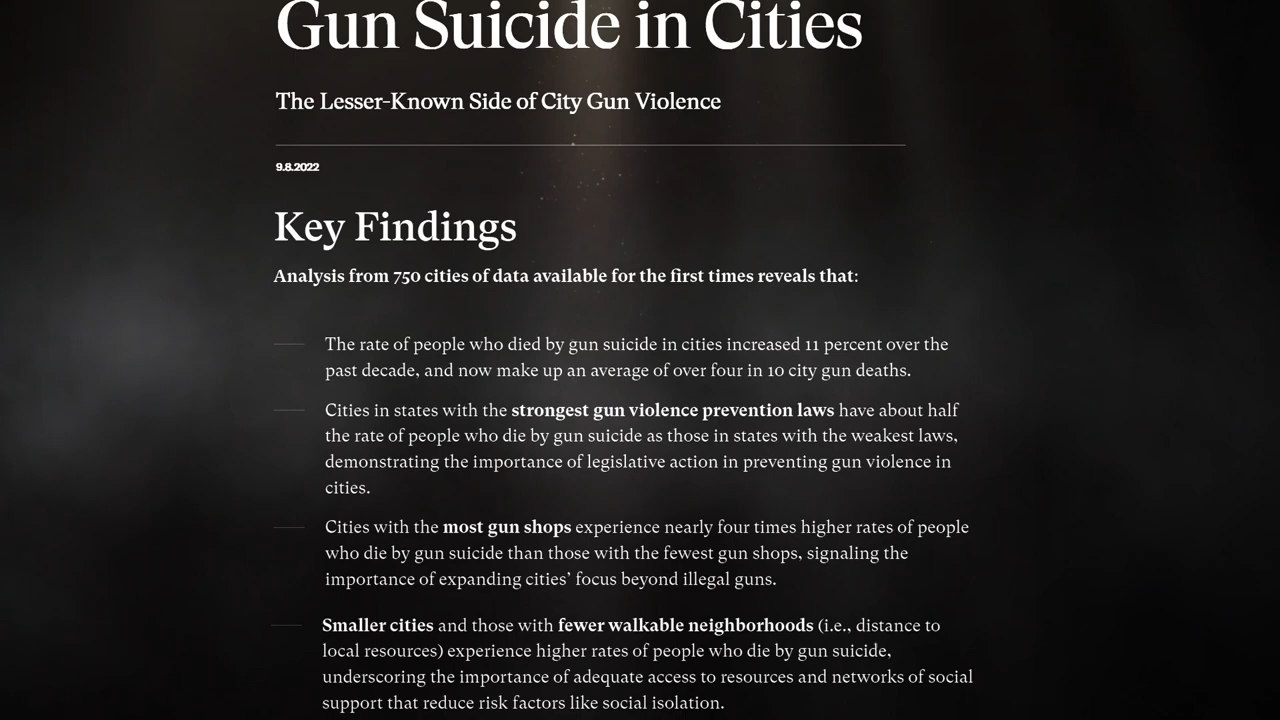 Gun Suicide in Cities
The Lesser-Known Side of City Gun Violence
9.8.2022
Key Findings
Analysis from 750 cities of data available for the first times reveals that:
The rate of people who died by gun suicide in cities increased 11 percent over the
past decade, and now make up an average of over four in 10 city gun deaths.
Cities in states with the strongest gun violence prevention laws have about half
the rate of people who die by gun suicide as those in states with the weakest laws,
demonstrating the importance of legislative action in preventing gun violence in
cities.
Cities with the most gun shops experience nearly four times higher rates of people
who die by gun suicide than those with the fewest gun shops, signaling the
importance of expanding cities’ focus beyond illegal guns.
Smaller cities and those with fewer walkable neighborhoods (i.e., distance to
local resources) experience higher rates of people who die by gun suicide,
underscoring the importance of adequate access to resources and networks of social
support that reduce risk factors like social isolation.